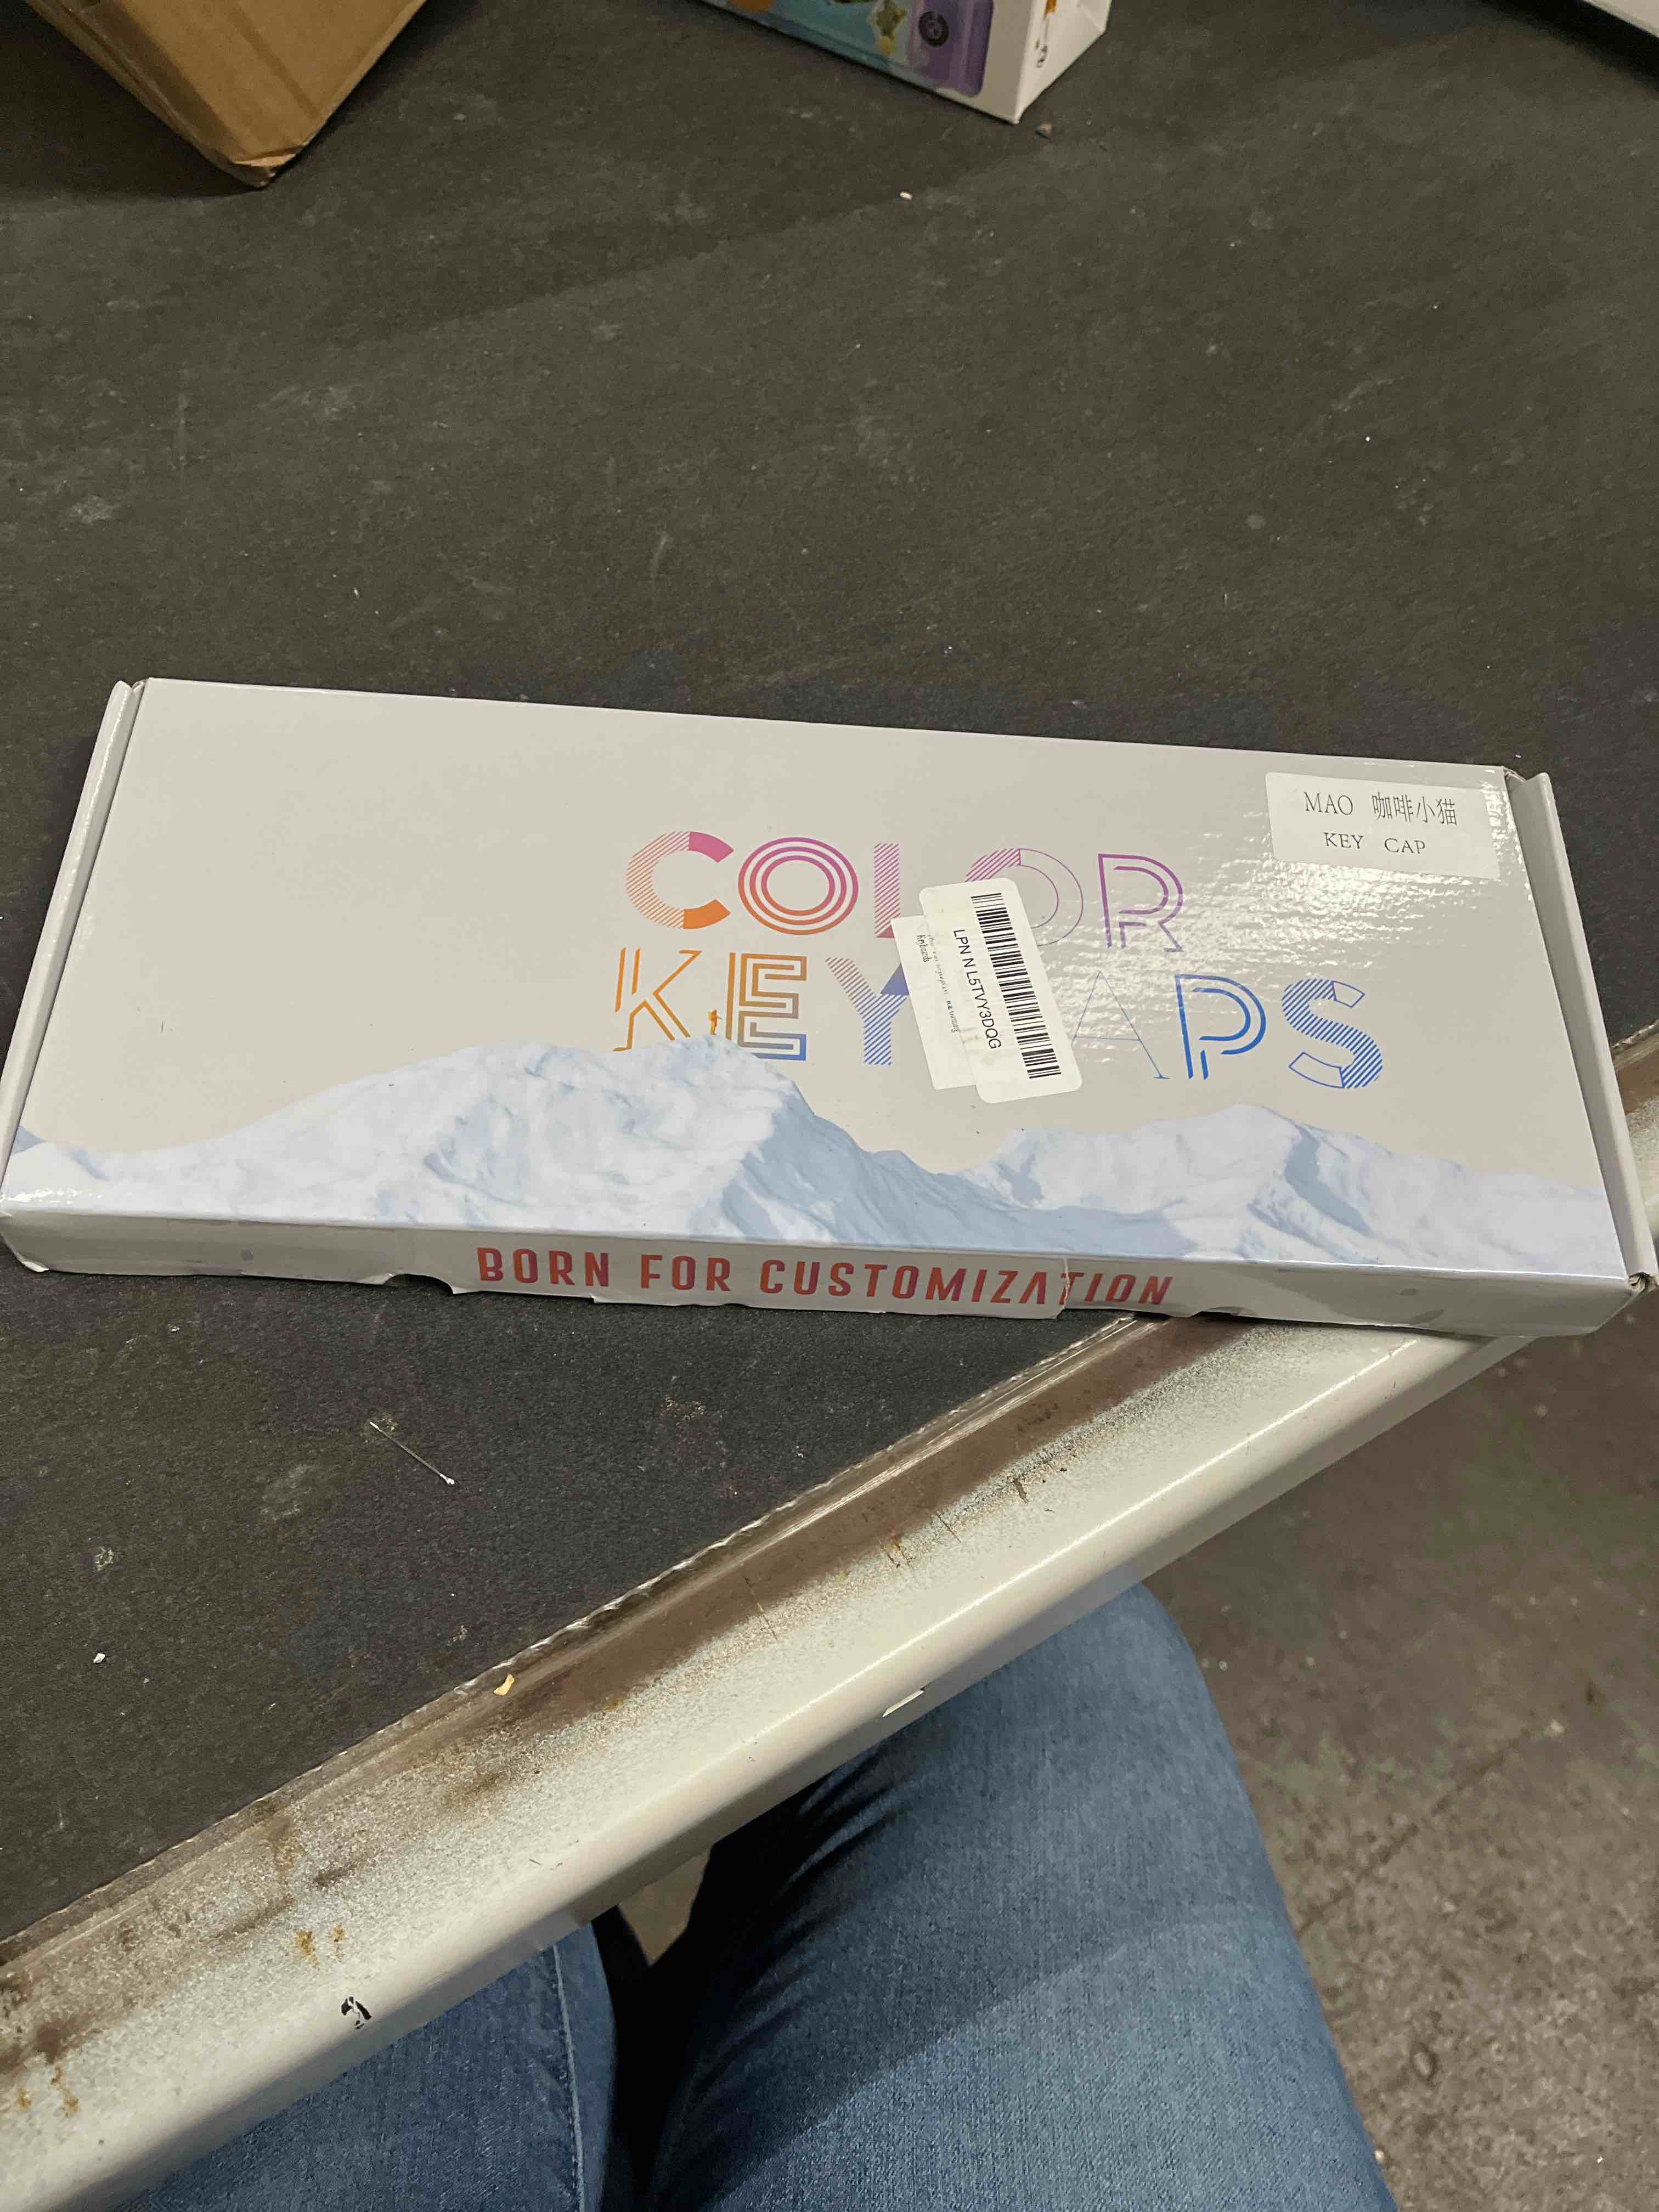 MAO 咖啡小猫
KEY CAP
COLOR
KEYCAPS
LPN N L5TVY3DQG
BORN FOR CUSTOMIZATION